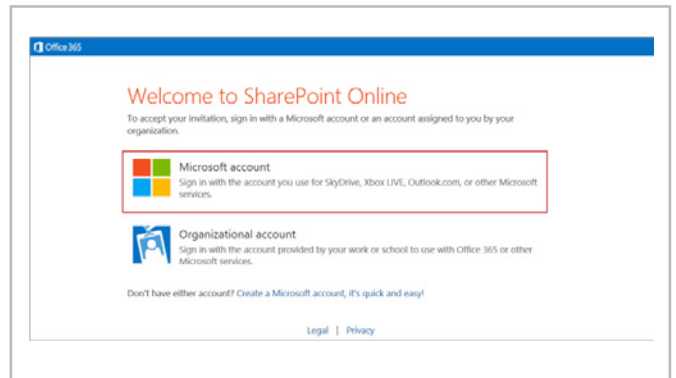 Office 365
Welcome to SharePoint Online
To accept your invitation, sign in with a Microsoft account or an account assigned to you by your
organization.
Microsoft account
Sign in with the account you use for SkyDrive, Xbox LIVE, Outlook.com, or other Microsoft
services.
Organizational account
Sign in with the account provided by your work or school to use with Office 365 or other
Microsoft services.
Don't have either account? Create a Microsoft account, it's quick and easy!
Legal | Privacy